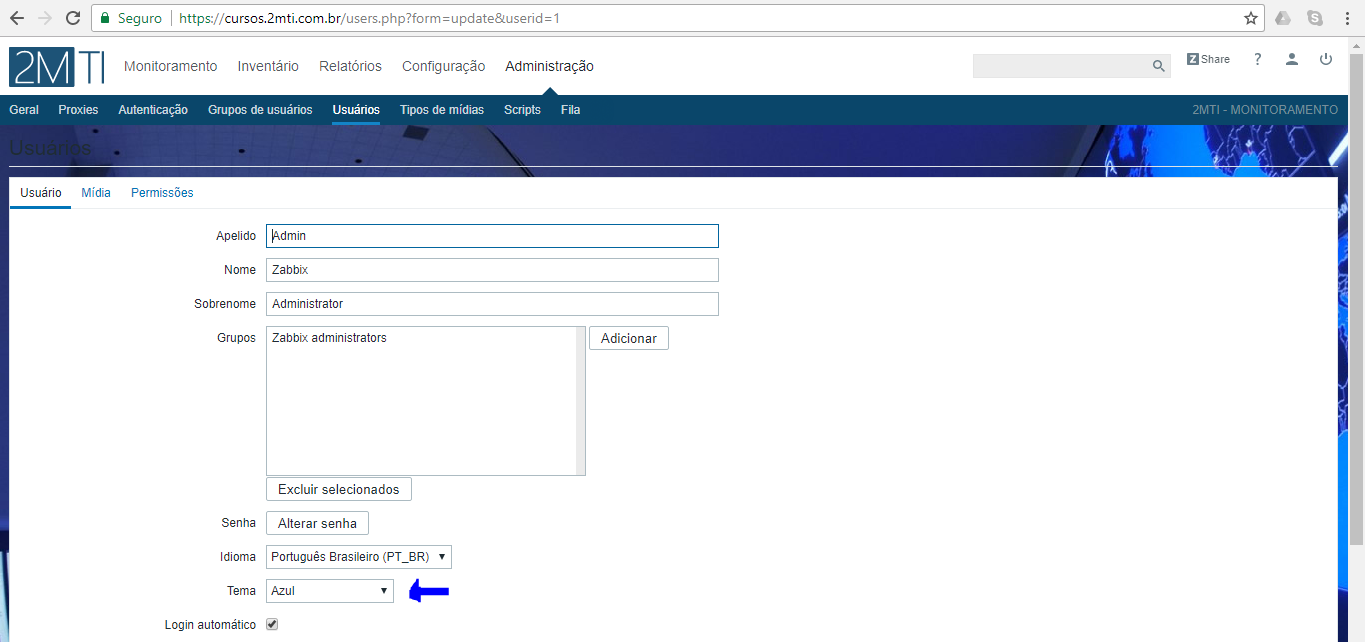 Seguro https://cursos.2mti.com.br/users.php?form=update&userid=1
2MTI Monitoramento Inventário Relatórios Configuração Administração Z Share ?
Geral Proxies Autenticação Grupos de usuários Usuários Tipos de mídias Scripts Fila 2MTI - MONITORAMENTO
Usuários
Usuário Mídia Permissões
Apelido Admin
Nome Zabbix
Sobrenome Administrator
Grupos Zabbix administrators Adicionar
Excluir selecionados
Senha Alterar senha
Idioma Português Brasileiro (PT_BR)
Tema Azul
Login automático